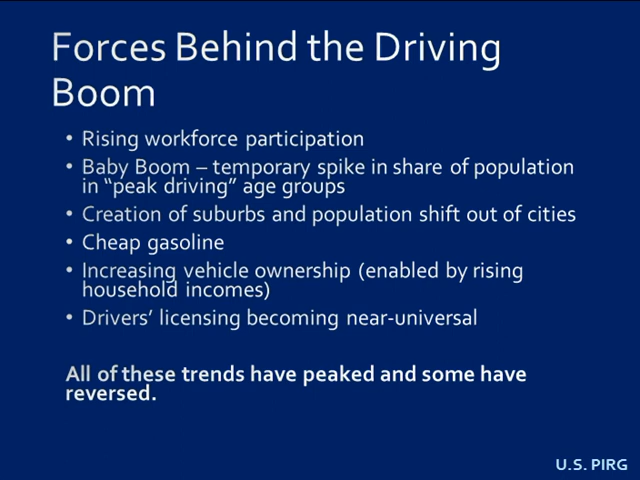 Forces Behind the Driving
Boom
• Rising workforce participation
• Baby Boom – temporary spike in share of population
in “peak driving” age groups
• Creation of suburbs and population shift out of cities
• Cheap gasoline
• Increasing vehicle ownership (enabled by rising
household incomes)
• Drivers’ licensing becoming near-universal
All of these trends have peaked and some have
reversed.
U.S. PIRG